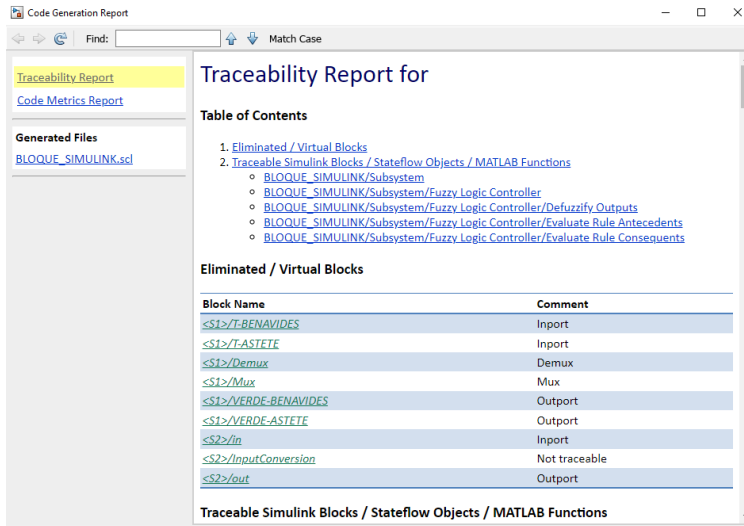 Code Generation Report
Find:
Match Case
Traceability Report
Code Metrics Report
Generated Files
BLOQUE_SIMULINK.scl
Traceability Report for
Table of Contents
1. Eliminated / Virtual Blocks
2. Traceable Simulink Blocks / Stateflow Objects / MATLAB Functions
BLOQUE_SIMULINK/Subsystem
BLOQUE_SIMULINK/Subsystem/Fuzzy Logic Controller
BLOQUE_SIMULINK/Subsystem/Fuzzy Logic Controller/Defuzzify Outputs
BLOQUE_SIMULINK/Subsystem/Fuzzy Logic Controller/Evaluate Rule Antecedents
BLOQUE_SIMULINK/Subsystem/Fuzzy Logic Controller/Evaluate Rule Consequents
Eliminated / Virtual Blocks
Block Name Comment
<S1>/T-BENAVIDES Inport
<S1>/T-ASTETE Inport
<S1>/Demux Demux
<S1>/Mux Mux
<S1>/VERDE-BENAVIDES Outport
<S1>/VERDE-ASTETE Outport
<S2>/in Inport
<S2>/InputConversion Not traceable
<S2>/out Outport
Traceable Simulink Blocks / Stateflow Objects / MATLAB Functions